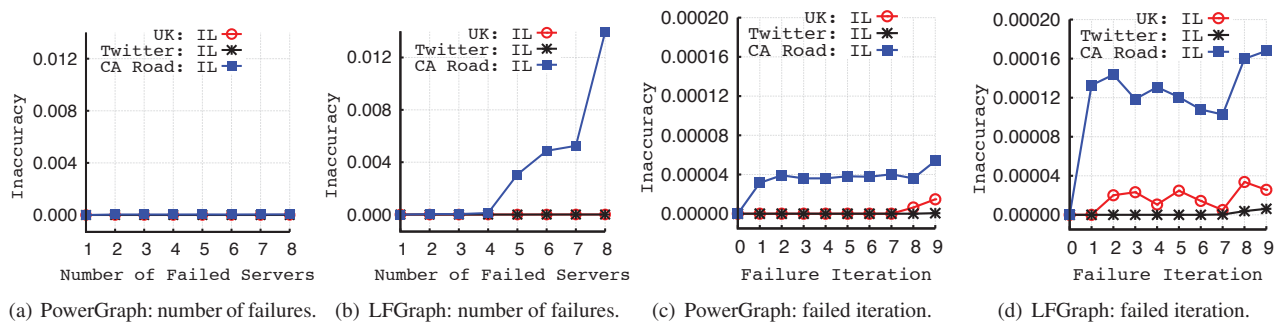 UK: IL
Twitter: IL
CA Road: IL
0.012
0.008
0.004
0.000
Inaccuracy
1 2 3 4 5 6 7 8
Number of Failed Servers
(a) PowerGraph: number of failures.
UK: IL
Twitter: IL
CA Road: IL
0.012
0.008
0.004
0.000
Inaccuracy
1 2 3 4 5 6 7 8
Number of Failed Servers
(b) LFGraph: number of failures.
0.00020
UK: IL
Twitter: IL
0.00016
CA Road: IL
0.00012
0.00008
0.00004
0.00000
Inaccuracy
0 1 2 3 4 5 6 7 8 9
Failure Iteration
(c) PowerGraph: failed iteration.
0.00020
UK: IL
Twitter: IL
0.00016
CA Road: IL
0.00012
0.00008
0.00004
0.00000
Inaccuracy
0 1 2 3 4 5 6 7 8 9
Failure Iteration
(d) LFGraph: failed iteration.